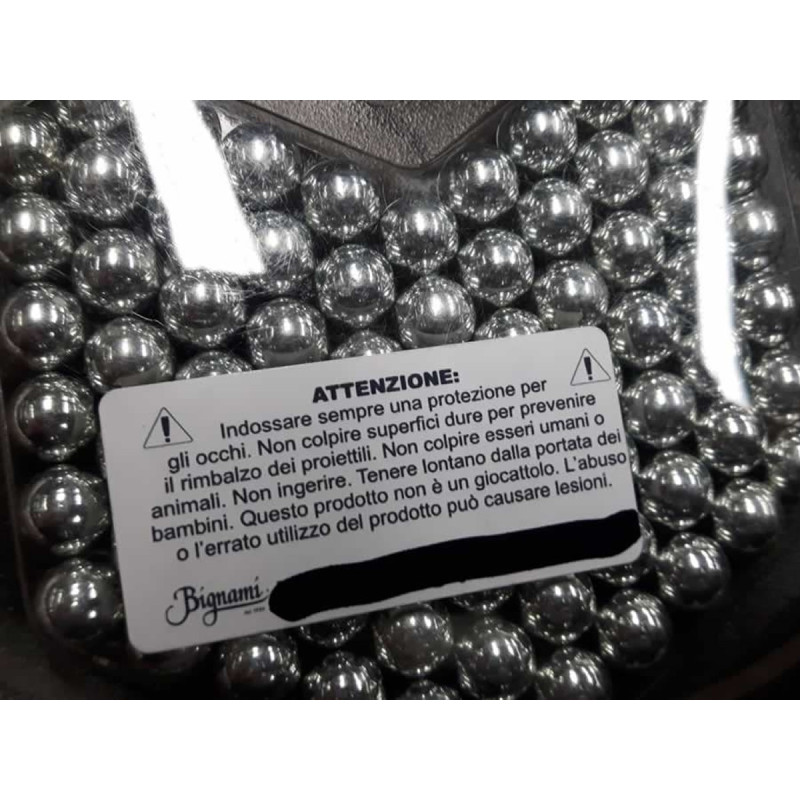 ATTENZIONE:
Indossare sempre una protezione per
gli occhi. Non colpire superfici dure per prevenire
il rimbalzo dei proiettili. Non colpire esseri umani o
animali. Non ingerire. Tenere lontano dalla portata dei
bambini. Questo prodotto non è un giocattolo. L'abuso
o l'errato utilizzo del prodotto può causare lesioni.
Bignami